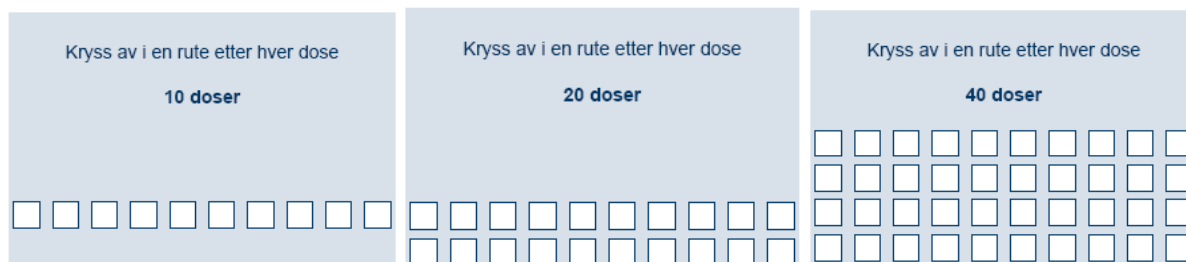 Kryss av i en rute etter hver dose
10 doser
Kryss av i en rute etter hver dose
20 doser
Kryss av i en rute etter hver dose
40 doser